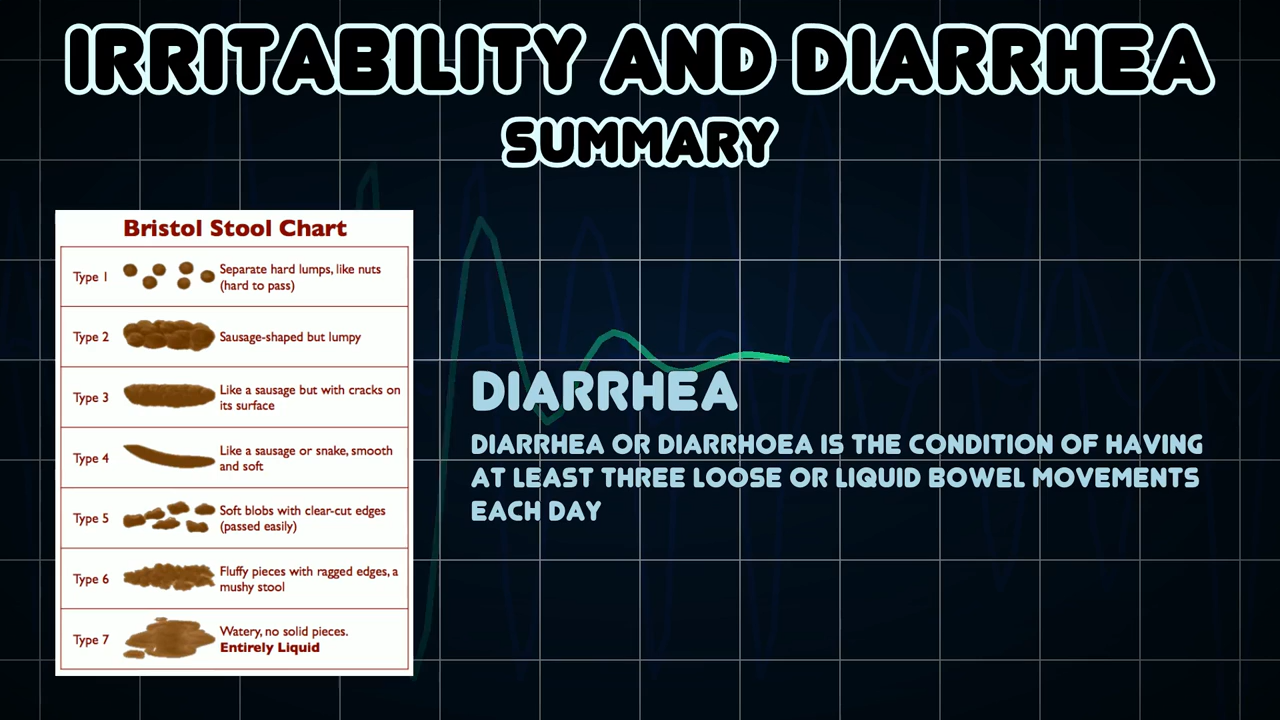 IRRITABILITY AND DIARRHEA
SUMMARY
Bristol Stool Chart
Type 1 Separate hard lumps, like nuts
(hard to pass)
Type 2 Sausage-shaped but lumpy
Type 3 Like a sausage but with cracks on
its surface
Type 4 Like a sausage or snake, smooth
and soft
Type 5 Soft blobs with clear-cut edges
(passed easily)
Type 6 Fluffy pieces with ragged edges, a
mushy stool
Type 7 Watery, no solid pieces.
Entirely Liquid
DIARRHEA
DIARRHEA OR DIARRHOEA IS THE CONDITION OF HAVING
AT LEAST THREE LOOSE OR LIQUID BOWEL MOVEMENTS
EACH DAY